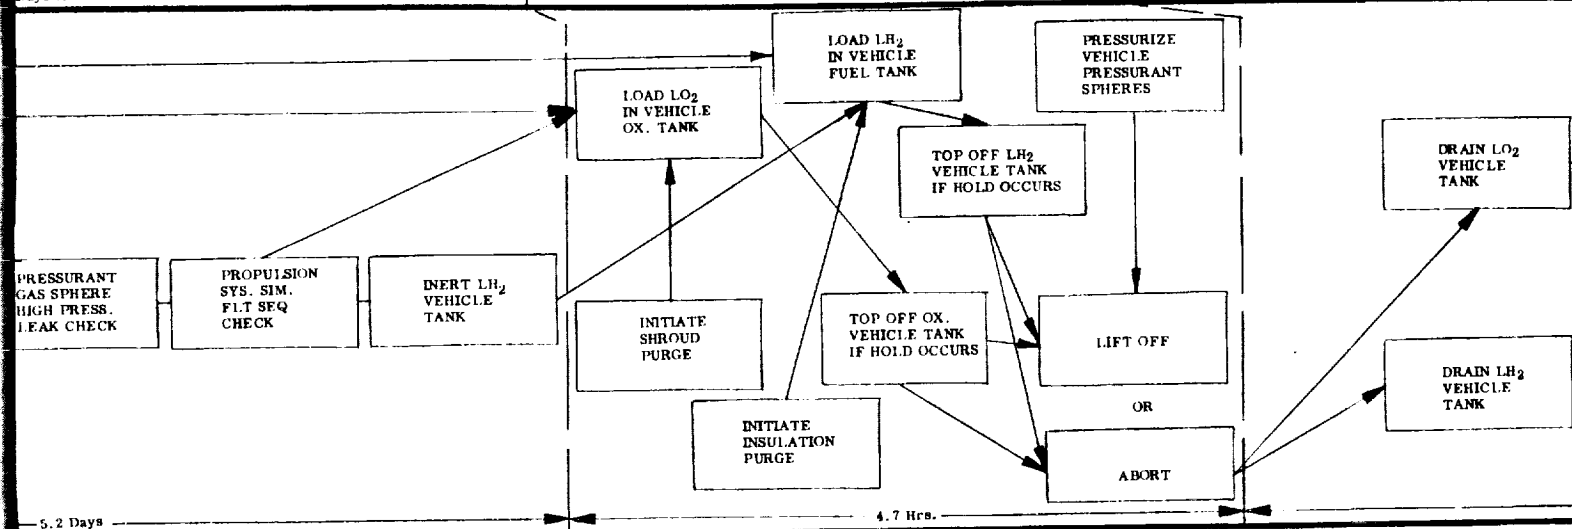 LOAD LH2
IN VEHICLE
FUEL TANK
PRESSURIZE
VEHICLE
PRESSURANT
SPHERES
LOAD LO2
IN VEHICLE
OX. TANK
TOP OFF LH2
VEHICLE TANK
IF HOLD OCCURS
DRAIN LO2
VEHICLE
TANK
PRESSURANT
GAS SPHERE
HIGH PRESS.
LEAK CHECK
PROPULSION
SYS. SIM.
FLT SEQ
CHECK
INERT LH2
VEHICLE
TANK
INITIATE
SHROUD
PURGE
TOP OFF OX.
VEHICLE TANK
IF HOLD OCCURS
LIFT OFF
OR
ABORT
DRAIN LH2
VEHICLE
TANK
INITIATE
INSULATION
PURGE
5.2 Days
4.7 Hrs.